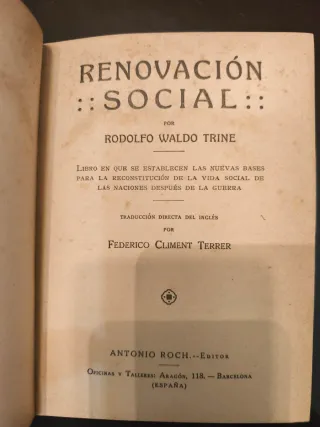 RENOVACIÓN
:: SOCIAL ::
POR
RODOLFO WALDO TRINE
LIBRO EN QUE SE ESTABLECEN LAS NUEVAS BASES
PARA LA RECONSTITUCIÓN DE LA VIDA SOCIAL DE
LAS NACIONES DESPUÉS DE LA GUERRA
TRADUCCIÓN DIRECTA DEL INGLÉS
POR
FEDERICO CLIMENT TERRER
ANTONIO ROCH.--EDITOR
OFICINAS Y TALLERES: ARAGÓN, 118. — BARCELONA
(ESPAÑA)